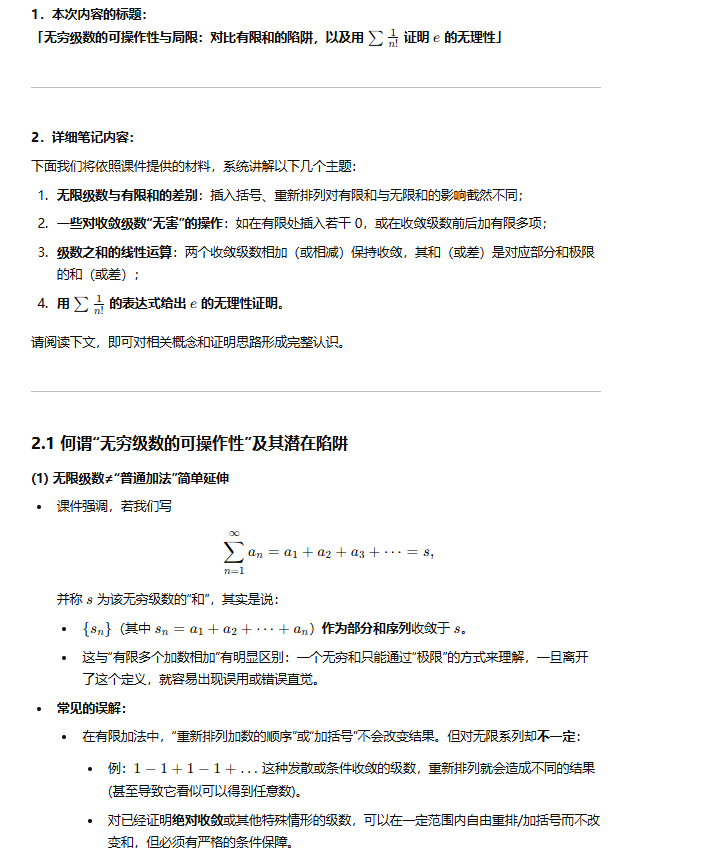 1. 本次内容的标题:
「无穷级数的可操作性与局限:对比有限和的陷阱,以及用 ∑ 1/n! 证明 e 的无理性」
2. 详细笔记内容:
下面我们将依照课件提供的材料,系统讲解以下几个主题:
1. 无限级数与有限和的差别:插入括号、重新排列对有限和与无限和的影响截然不同;
2. 一些对收敛级数“无害”的操作:如在有限处插入若干 0,或在收敛级数前后加有限多项;
3. 级数之和的线性运算:两个收敛级数相加(或相减)保持收敛,其和(或差)是对应部分和极限
的和(或差);
4. 用 ∑ 1/n! 的表达式给出 e 的无理性证明。
请阅读下文,即可对相关概念和证明思路形成完整认识。
2.1 何谓“无穷级数的可操作性”及其潜在陷阱
(1) 无限级数≠“普通加法”简单延伸
• 课件强调,若我们写
∑_{n=1}^{∞} a_n = a_1 + a_2 + a_3 + ⋯ = s,
并称 s 为该无穷级数的“和”,其实是说:
• {s_n}(其中 s_n = a_1 + a_2 + ⋯ + a_n)作为部分和序列收敛于 s。
• 这与“有限多个加数相加”有明显区别:一个无穷和只能通过“极限”的方式来理解,一旦离开
了这个定义,就容易出现误用或错误直觉。
• 常见的误解:
• 在有限加法中,“重新排列加数的顺序”或“加括号”不会改变结果。但对无限系列却不一定:
• 例:1 − 1 + 1 − 1 + ... 这种发散或条件收敛的级数,重新排列就会造成不同的结果
(甚至导致它看似可以得到任意数)。
• 对已经证明绝对收敛或其他特殊情形的级数,可以在一定范围内自由重排/加括号而不改
变和,但必须有严格的条件保障。